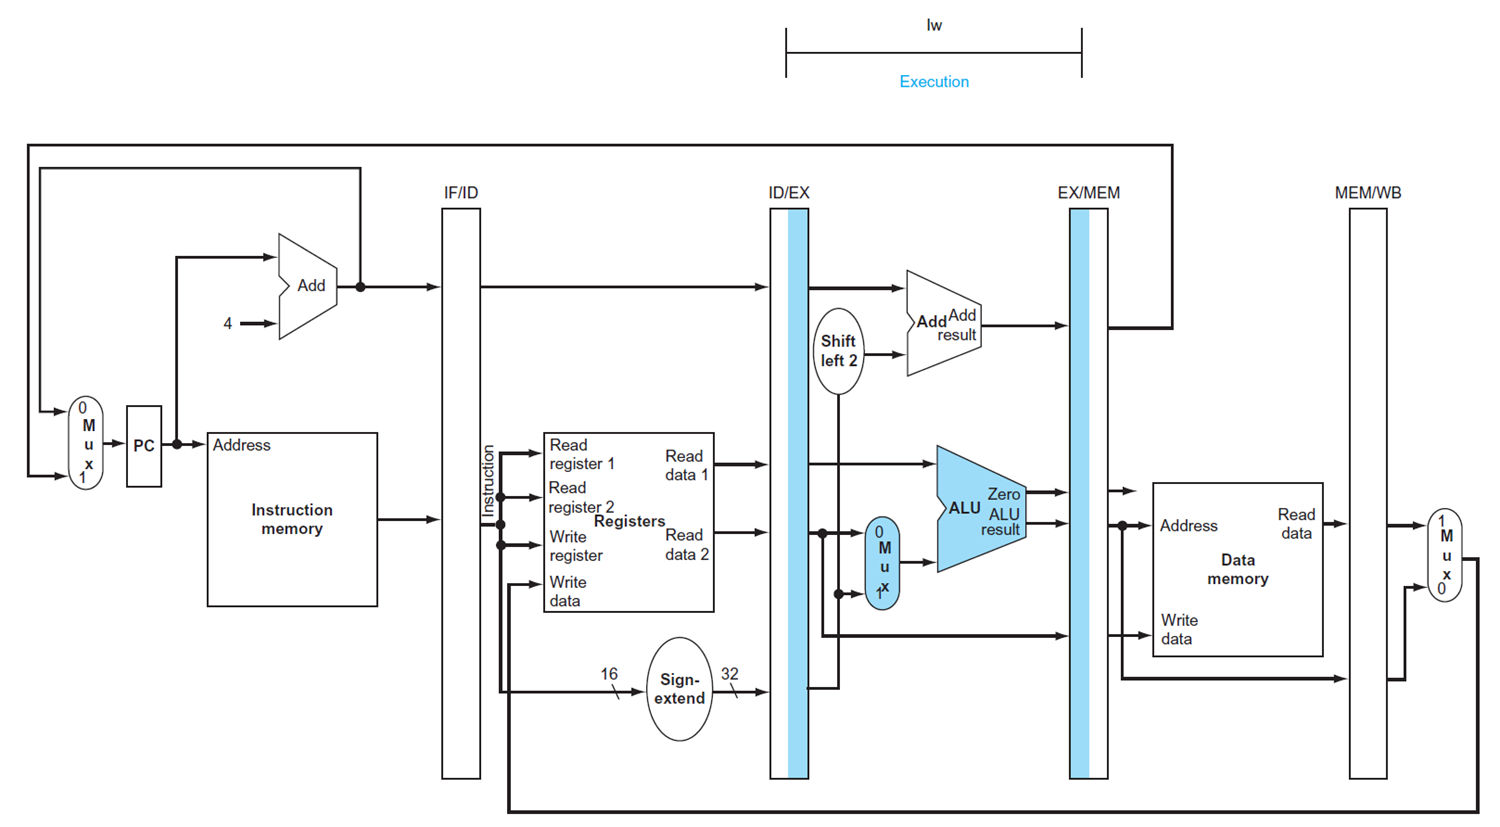 lw
Execution
IF/ID
ID/EX
EX/MEM
MEM/WB
Add
4
Add Add
result
Shift
left 2
0
M
u
x
1
PC
Address
Instruction
memory
Instruction
Read
register 1
Read
register 2
Registers
Write
register
Write
data
Read
data 1
Read
data 2
16
Sign-
extend
32
0
M
u
x
1
ALU
Zero
ALU
result
Address
Read
data
Data
memory
Write
data
1
M
u
x
0